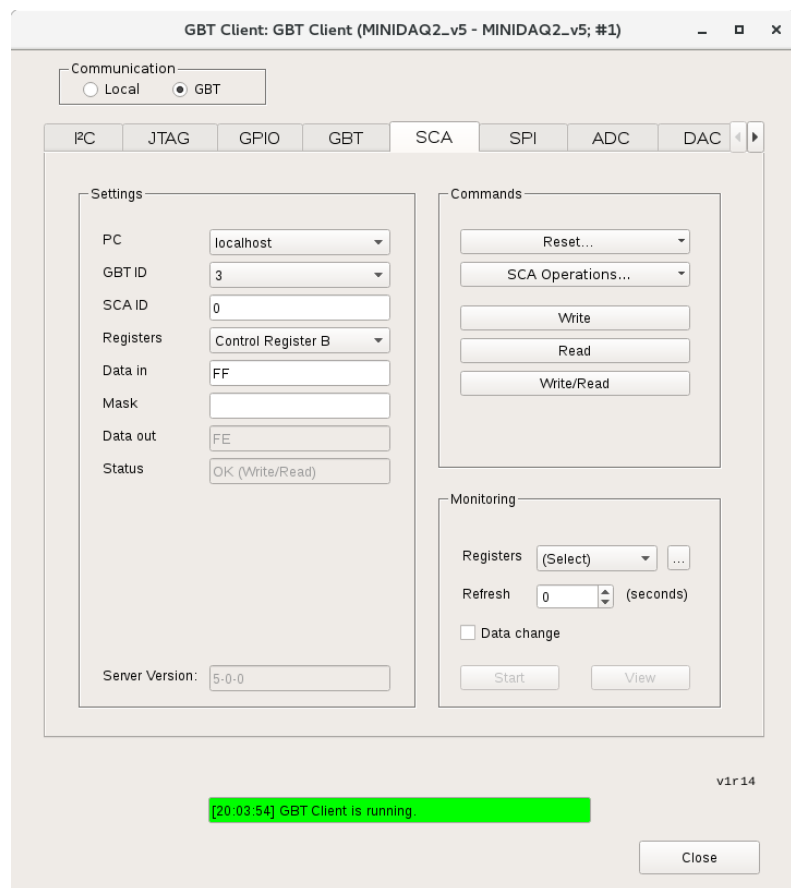 GBT Client: GBT Client (MINIDAQ2_v5 - MINIDAQ2_v5; #1)
Communication
Local
GBT
I²C
JTAG
GPIO
GBT
SCA
SPI
ADC
DAC
Settings
PC
localhost
GBT ID
3
SCA ID
0
Registers
Control Register B
Data in
FF
Mask
Data out
FE
Status
OK (Write/Read)
Server Version:
5-0-0
Commands
Reset...
SCA Operations...
Write
Read
Write/Read
Monitoring
Registers
(Select)
...
Refresh
0
(seconds)
Data change
Start
View
v1r14
[20:03:54] GBT Client is running.
Close